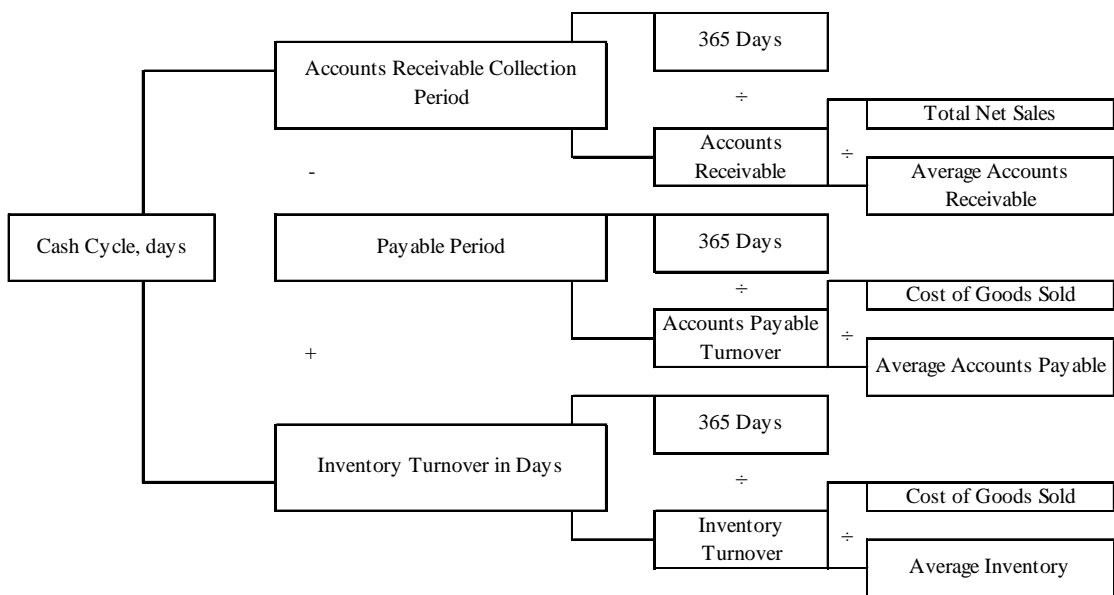 365 Days
Accounts Receivable Collection
Period
÷
Total Net Sales
Accounts
Receivable
÷
Average Accounts
Receivable
-
Cash Cycle, days
Payable Period
365 Days
÷
Cost of Goods Sold
Accounts Payable
Turnover
÷
Average Accounts Payable
+
365 Days
Inventory Turnover in Days
÷
Cost of Goods Sold
Inventory
Turnover
÷
Average Inventory